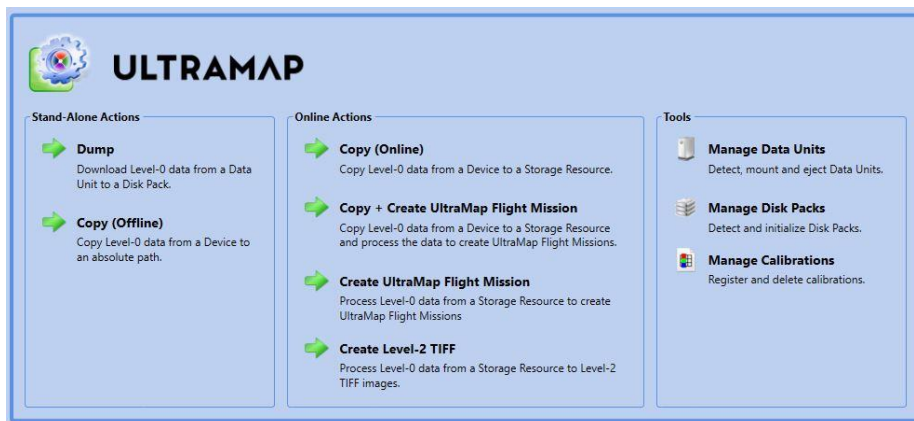 ULTRAMAP
Stand-Alone Actions
Dump
Download Level-0 data from a Data
Unit to a Disk Pack.
Copy (Offline)
Copy Level-0 data from a Device to
an absolute path.
Online Actions
Copy (Online)
Copy Level-0 data from a Device to a Storage Resource.
Copy + Create UltraMap Flight Mission
Copy Level-0 data from a Device to a Storage Resource
and process the data to create UltraMap Flight Missions.
Create UltraMap Flight Mission
Process Level-0 data from a Storage Resource to create
UltraMap Flight Missions
Create Level-2 TIFF
Process Level-0 data from a Storage Resource to Level-2
TIFF images.
Tools
Manage Data Units
Detect, mount and eject Data Units.
Manage Disk Packs
Detect and initialize Disk Packs.
Manage Calibrations
Register and delete calibrations.